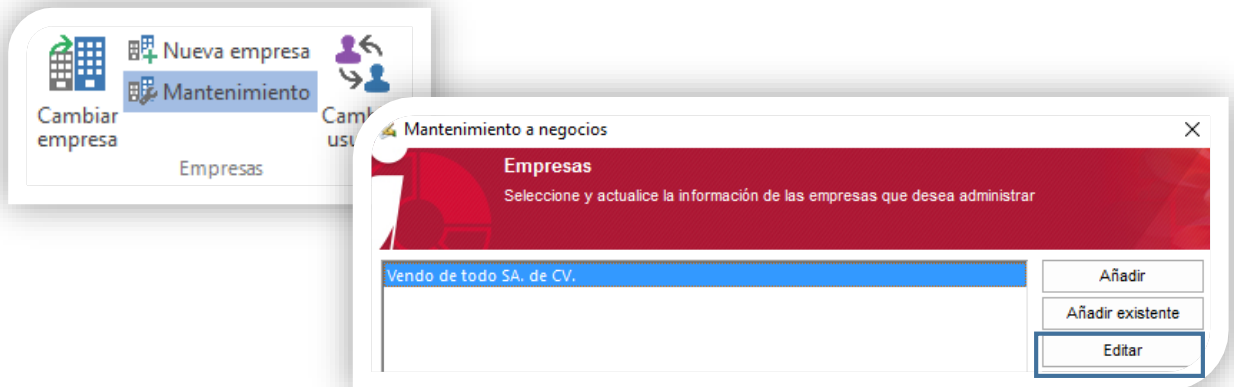 Nueva empresa
Mantenimiento
Cambiar
empresa
Empresas
Mantenimiento a negocios
Empresas
Seleccione y actualice la información de las empresas que desea administrar
Vendo de todo SA. de CV.
Añadir
Añadir existente
Editar